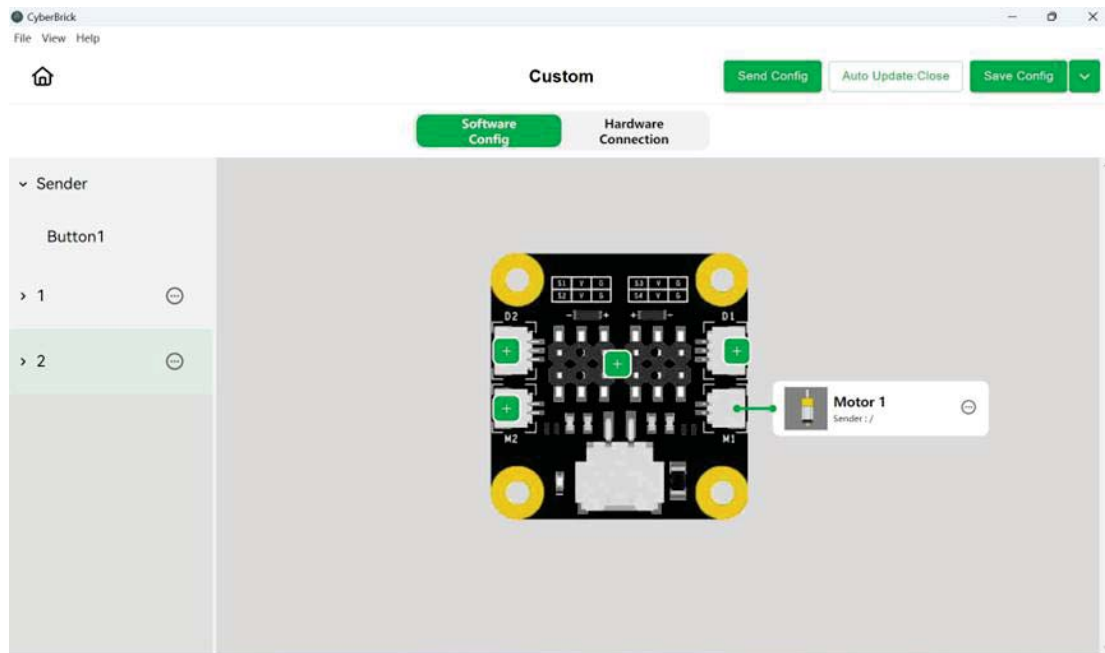 CyberBrick
File View Help
Custom
Send Config
Auto Update:Close
Save Config
Software
Config
Hardware
Connection
Sender
Button1
1
2
S1 V G
S2 V G
S3 V G
S4 V G
- +
+ -
D2
D1
M2
M1
Motor 1
Sender : /